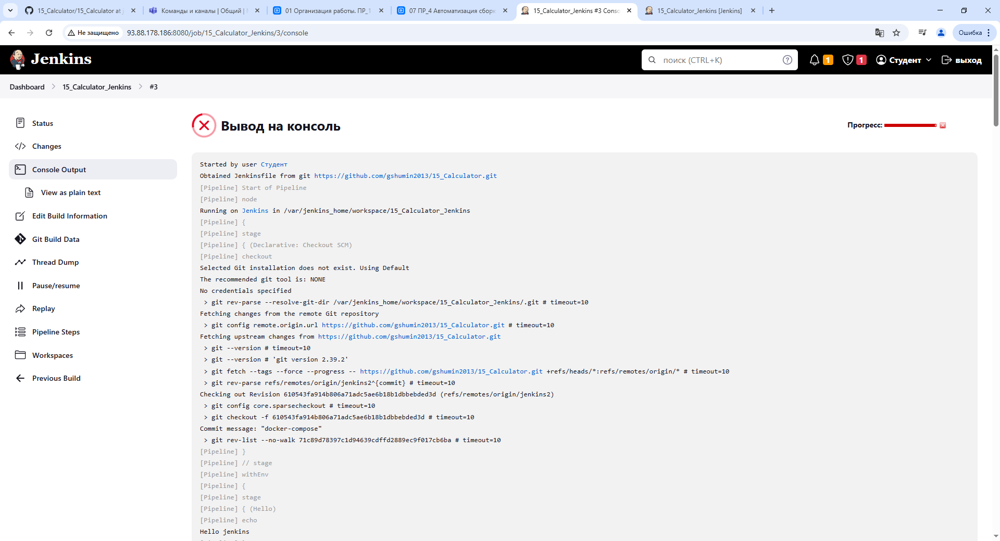 15_Calculator/15_Calculator at j
Команды и каналы | Общий |
01 Организация работы. ПР_1
07 ПР_4 Автоматизация сборк
15_Calculator_Jenkins #3 Conso
15_Calculator_Jenkins [Jenkins]
Не защищено
93.88.178.186:8080/job/15_Calculator_Jenkins/3/console
Ошибка
Jenkins
поиск (CTRL+K)
1
1
Студент
выход
Dashboard
15_Calculator_Jenkins
#3
Status
Changes
Console Output
View as plain text
Edit Build Information
Git Build Data
Thread Dump
Pause/resume
Replay
Pipeline Steps
Workspaces
Previous Build
Вывод на консоль
Прогресс:
Started by user Студент
Obtained Jenkinsfile from git https://github.com/gshumin2013/15_Calculator.git
[Pipeline] Start of Pipeline
[Pipeline] node
Running on Jenkins in /var/jenkins_home/workspace/15_Calculator_Jenkins
[Pipeline] {
[Pipeline] stage
[Pipeline] { (Declarative: Checkout SCM)
[Pipeline] checkout
Selected Git installation does not exist. Using Default
The recommended git tool is: NONE
No credentials specified
> git rev-parse --resolve-git-dir /var/jenkins_home/workspace/15_Calculator_Jenkins/.git # timeout=10
Fetching changes from the remote Git repository
> git config remote.origin.url https://github.com/gshumin2013/15_Calculator.git # timeout=10
Fetching upstream changes from https://github.com/gshumin2013/15_Calculator.git
> git --version # timeout=10
> git --version # 'git version 2.39.2'
> git fetch --tags --force --progress -- https://github.com/gshumin2013/15_Calculator.git +refs/heads/*:refs/remotes/origin/* # timeout=10
> git rev-parse refs/remotes/origin/jenkins2^{commit} # timeout=10
Checking out Revision 610543fa914b806a71adc5ae6b18b1dbbebded3d (refs/remotes/origin/jenkins2)
> git config core.sparsecheckout # timeout=10
> git checkout -f 610543fa914b806a71adc5ae6b18b1dbbebded3d # timeout=10
Commit message: "docker-compose"
> git rev-list --no-walk 71c89d78397c1d94639cdffd2889ec9f017cb6ba # timeout=10
[Pipeline] }
[Pipeline] // stage
[Pipeline] withEnv
[Pipeline] {
[Pipeline] stage
[Pipeline] { (Hello)
[Pipeline] echo
Hello jenkins